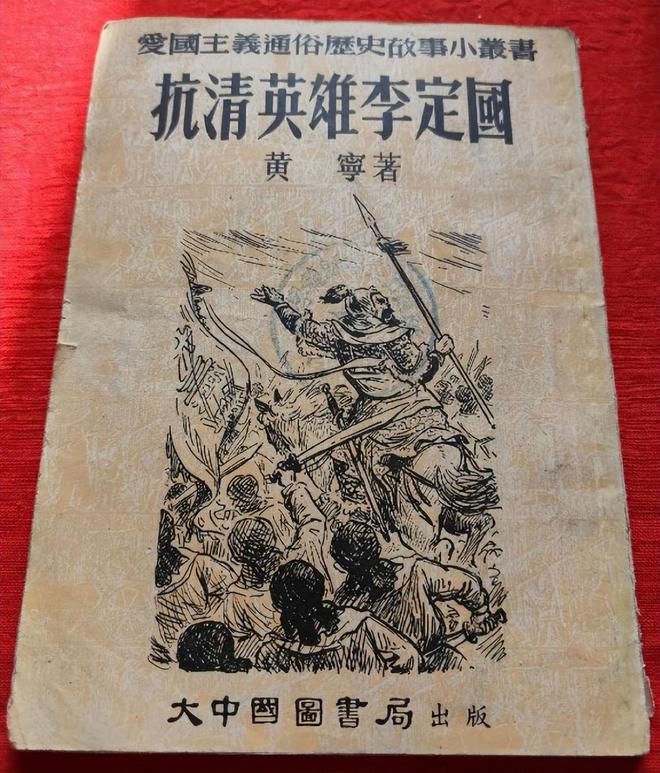 愛國主義通俗歷史故事小叢書
抗清英雄李定國
黄 寧著
大中國圖書局出版